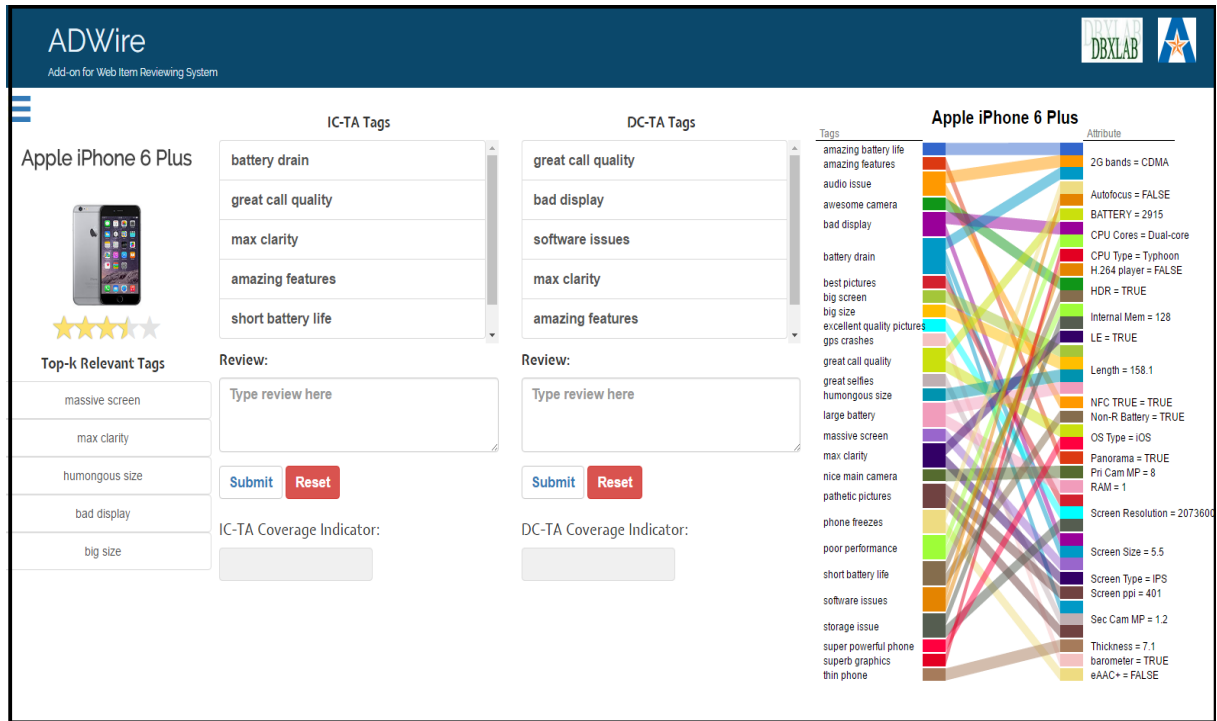 ADWire
Add-on for Web Item Reviewing System
DBXLAB
DBXLAB
Apple iPhone 6 Plus
Top-k Relevant Tags
massive screen
max clarity
humongous size
bad display
big size
IC-TA Tags
battery drain
great call quality
max clarity
amazing features
short battery life
Review:
Type review here
Submit Reset
IC-TA Coverage Indicator:
DC-TA Tags
great call quality
bad display
software issues
max clarity
amazing features
Review:
Type review here
Submit Reset
DC-TA Coverage Indicator:
Apple iPhone 6 Plus
Tags
amazing battery life
amazing features
audio issue
awesome camera
bad display
battery drain
best pictures
big screen
big size
excellent quality pictures
gps crashes
great call quality
great selfies
humongous size
large battery
massive screen
max clarity
nice main camera
pathetic pictures
phone freezes
poor performance
short battery life
software issues
storage issue
super powerful phone
superb graphics
thin phone
Attribute
2G bands = CDMA
Autofocus = FALSE
BATTERY = 2915
CPU Cores = Dual-core
CPU Type = Typhoon
H.264 player = FALSE
HDR = TRUE
Internal Mem = 128
LE = TRUE
Length = 158.1
NFC TRUE = TRUE
Non-R Battery = TRUE
OS Type = iOS
Panorama = TRUE
Pri Cam MP = 8
RAM = 1
Screen Resolution = 2073600
Screen Size = 5.5
Screen Type = IPS
Screen ppi = 401
Sec Cam MP = 1.2
Thickness = 7.1
barometer = TRUE
eAAC+ = FALSE